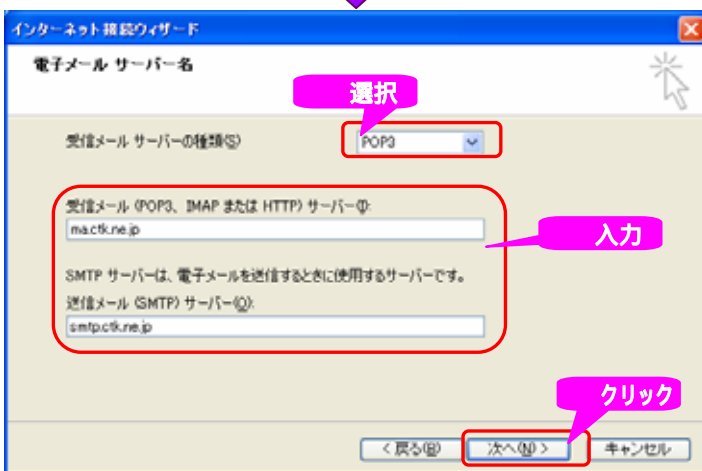 インターネット接続ウィザード
電子メール サーバー名
選択
受信メール サーバーの種類(S)
POP3
受信メール (POP3、IMAP または HTTP) サーバー(I):
ma.ctk.ne.jp
入力
SMTP サーバーは、電子メールを送信するときに使用するサーバーです。
送信メール (SMTP) サーバー(O):
smtp.ctk.ne.jp
クリック
< 戻る(B)
次へ(N) >
キャンセル